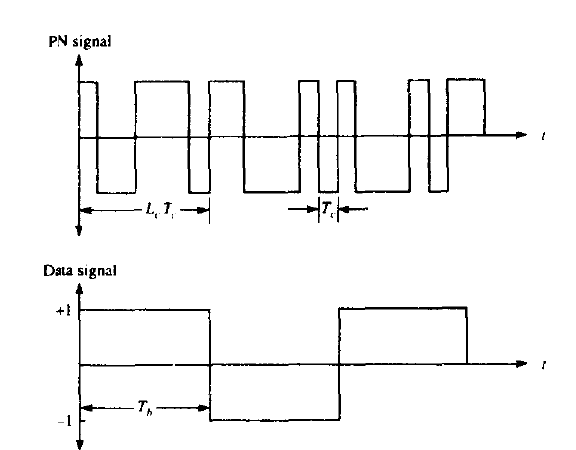 PN signal
t
L_c T_c
T_c
Data signal
+1
t
T_b
-1